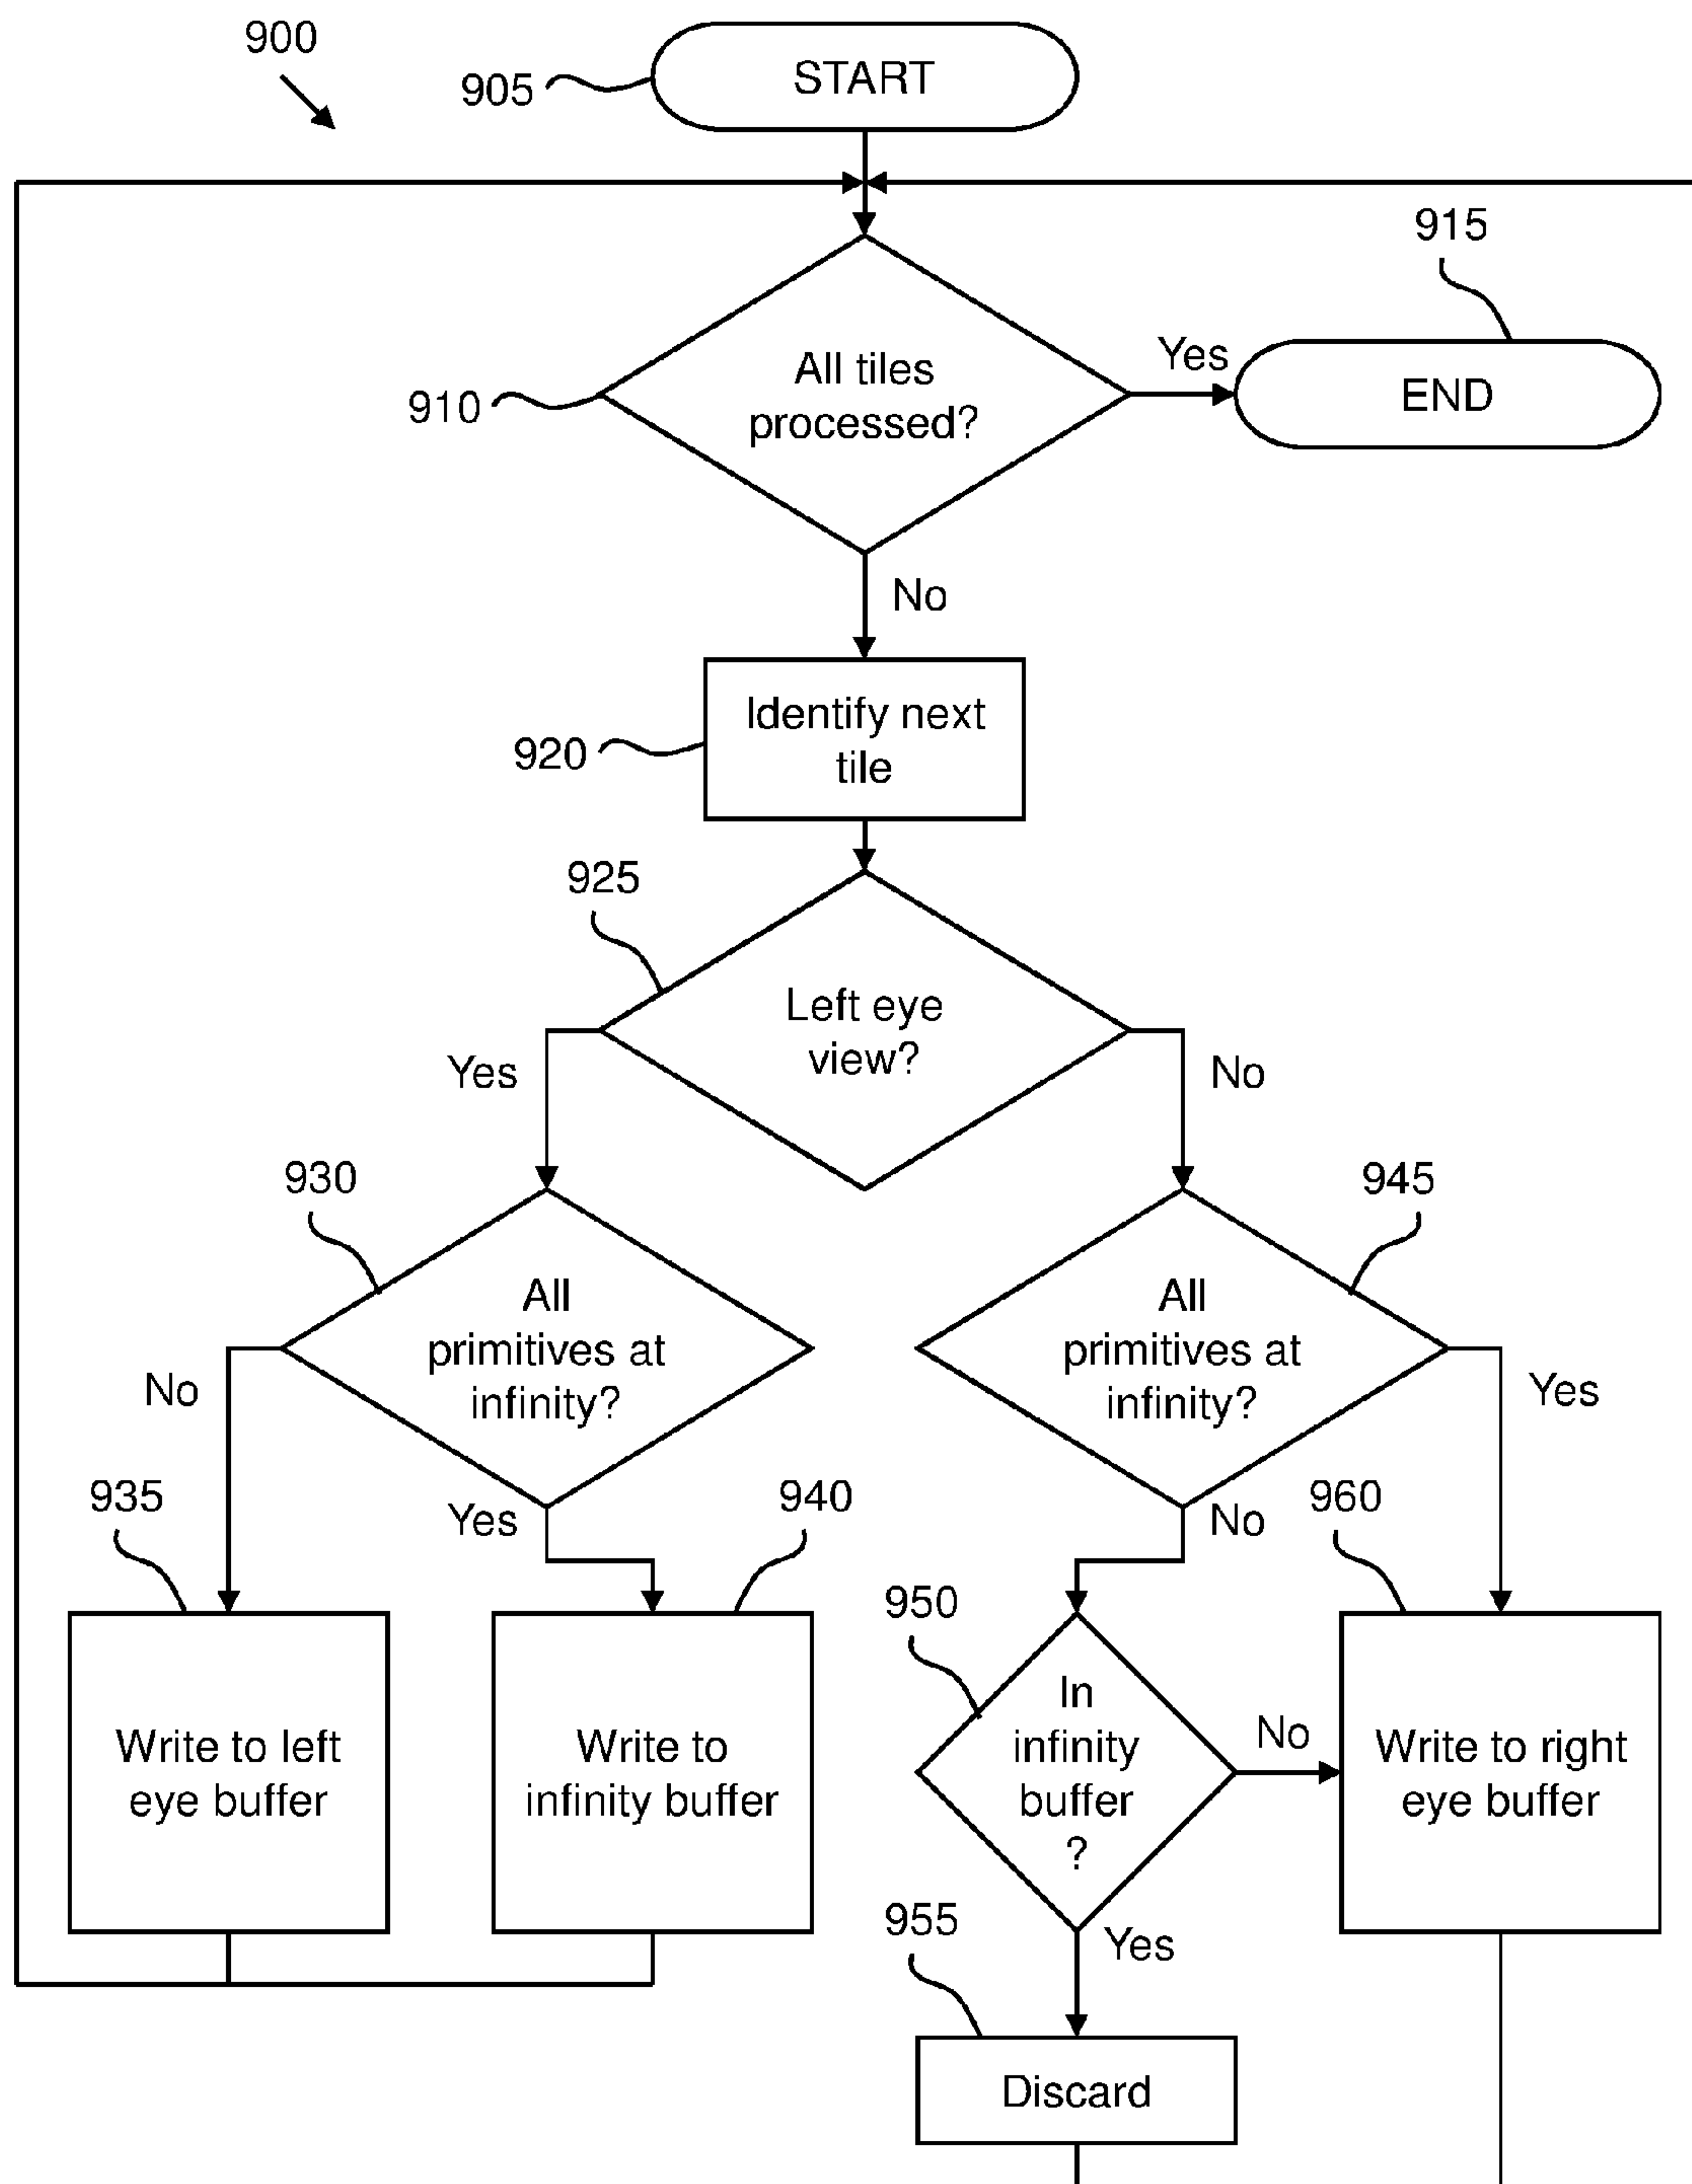 900
905
START
915
910
All tiles
processed?
Yes
END
No
920
Identify next
tile
925
Left eye
view?
Yes
No
930
945
All
primitives at
infinity?
All
primitives at
infinity?
No
Yes
935
Yes
940
No
960
950
Write to left
eye buffer
Write to
infinity buffer
In
infinity
buffer
?
No
Write to right
eye buffer
955
Yes
Discard